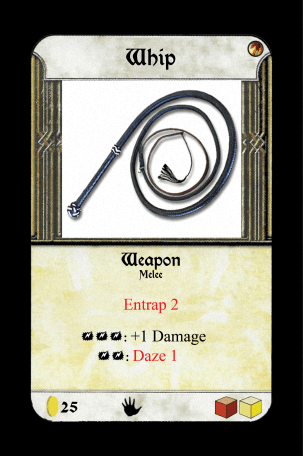 Whip
Weapon
Melee
Entrap 2
: +1 Damage
: Daze 1
25